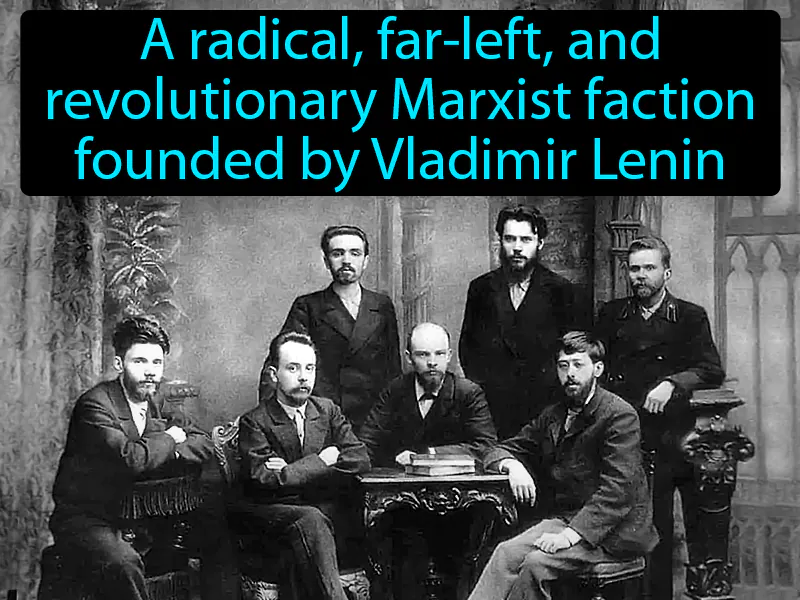 A radical, far-left, and
revolutionary Marxist faction
founded by Vladimir Lenin